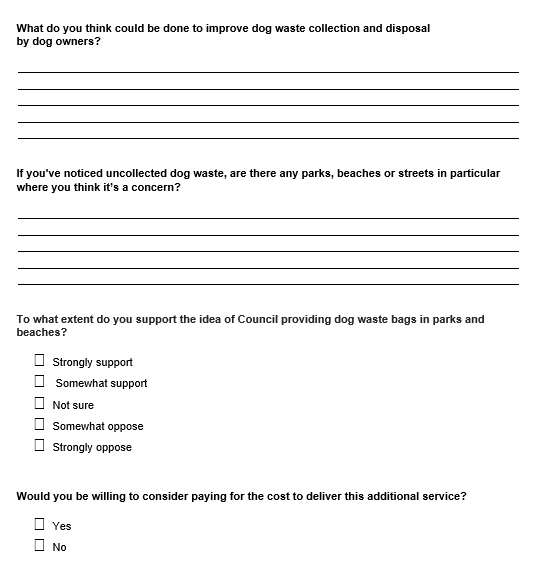 What do you think could be done to improve dog waste collection and disposal
by dog owners?
If you've noticed uncollected dog waste, are there any parks, beaches or streets in particular
where you think it's a concern?
To what extent do you support the idea of Council providing dog waste bags in parks and
beaches?
Strongly support
Somewhat support
Not sure
Somewhat oppose
Strongly oppose
Would you be willing to consider paying for the cost to deliver this additional service?
Yes
No